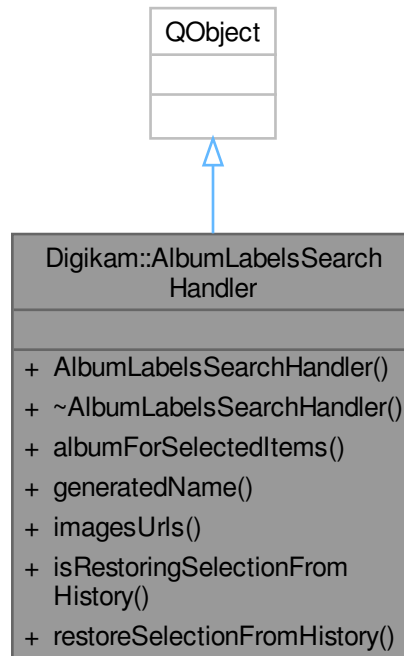 QObject
Digikam::AlbumLabelsSearch
Handler
+ AlbumLabelsSearchHandler()
+ ~AlbumLabelsSearchHandler()
+ albumForSelectedItems()
+ generatedName()
+ imagesUrls()
+ isRestoringSelectionFrom
History()
+ restoreSelectionFromHistory()